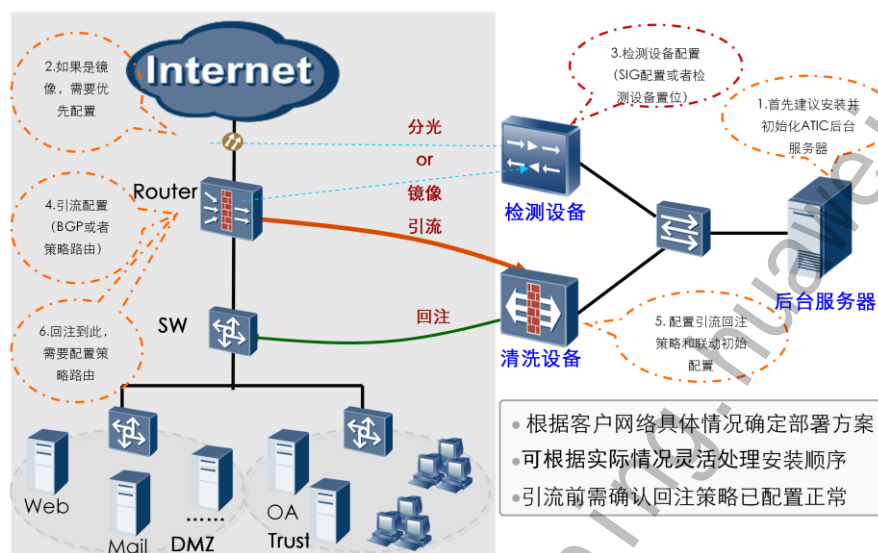 Internet
2.如果是镜
像，需要优
先配置
3.检测设备配置
（SIG配置或者检
测设备置位）
1.首先建议安装并
初始化ATIC后台
服务器
分光
or
镜像
引流
Router
检测设备
4.引流配置
（BGP或者
策略路由）
后台服务器
6.回注到此，
需要配置策
略路由
SW
回注
清洗设备
5. 配置引流回注
策略和联动初始
配置
Web
Mail
......
DMZ
OA
Trust
•根据客户网络具体情况确定部署方案
•可根据实际情况灵活处理安装顺序
•引流前需确认回注策略已配置正常
ning.huawei